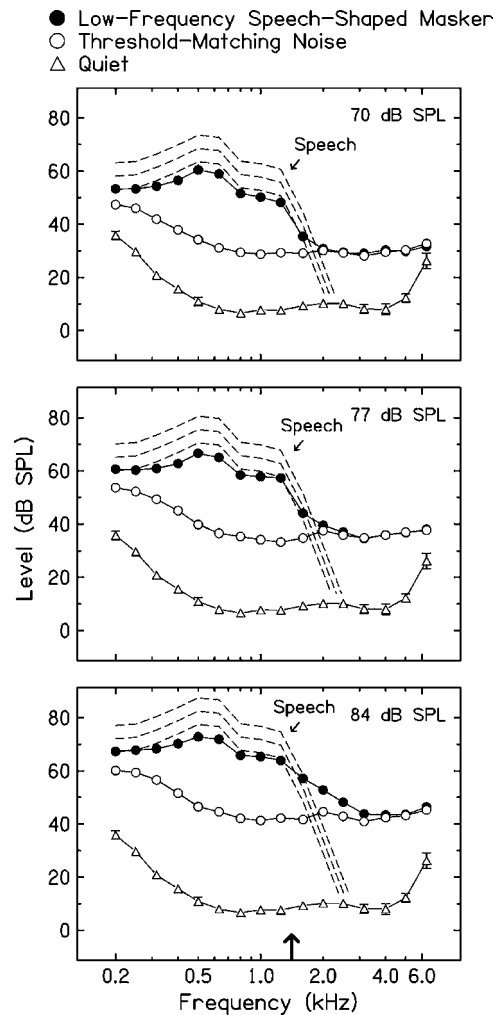 Low-Frequency Speech-Shaped Masker
Threshold-Matching Noise
Quiet
80
60
40
20
0
70 dB SPL
Speech
80
60
40
20
0
77 dB SPL
Speech
Level (dB SPL)
80
60
40
20
0
84 dB SPL
Speech
0.2 0.5 1.0 2.0 4.0 6.0
Frequency (kHz)